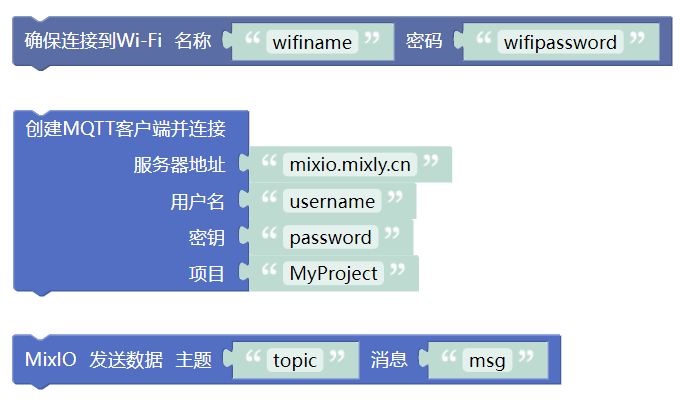 确保连接到Wi-Fi 名称 “ wifiname ” 密码 “ wifipassword ”
创建MQTT客户端并连接
服务器地址 “ mixio.mixly.cn ”
用户名 “ username ”
密钥 “ password ”
项目 “ MyProject ”
MixIO 发送数据 主题 “ topic ” 消息 “ msg ”